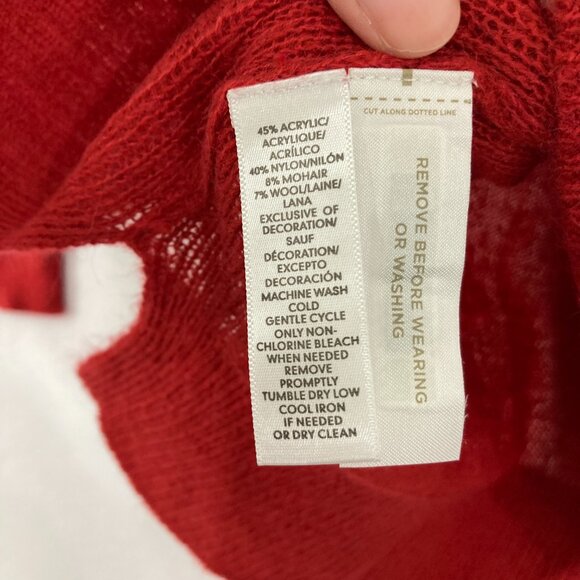 45% ACRYLIC/
ACRYLIQUE/
ACRÍLICO
40% NYLON/NILÓN
8% MOHAIR
7% WOOL/LAINE/
LANA
EXCLUSIVE OF
DECORATION/
SAUF
DÉCORATION/
EXCEPTO
DECORACIÓN
MACHINE WASH
COLD
GENTLE CYCLE
ONLY NON-
CHLORINE BLEACH
WHEN NEEDED
REMOVE
PROMPTLY
TUMBLE DRY LOW
COOL IRON
IF NEEDED
OR DRY CLEAN
CUT ALONG DOTTED LINE
REMOVE BEFORE WEARING
OR WASHING